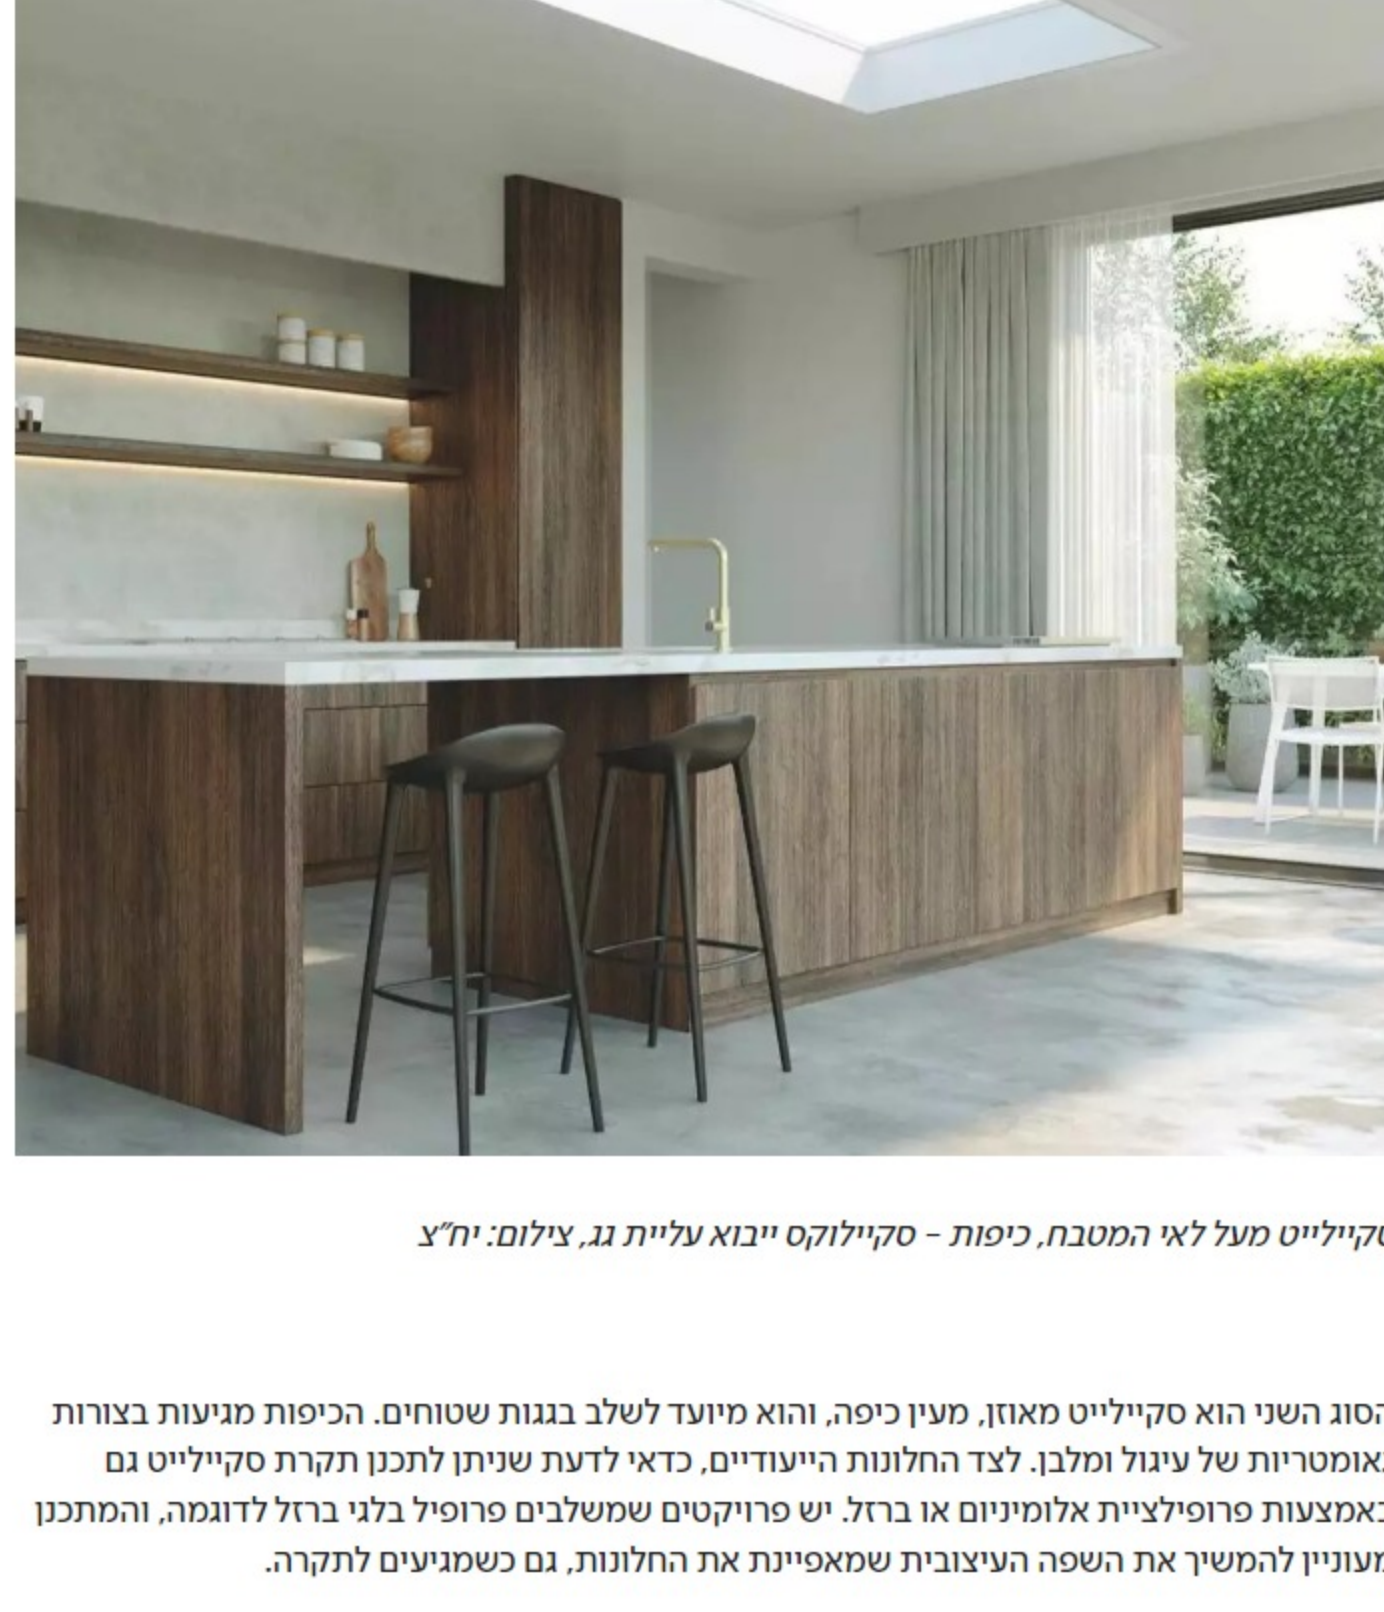 סקיילייט מעל לאי המטבח, כיפות – סקיילוקס ייבוא עליית גג, צילום: יח"צ
הסוג השני הוא סקיילייט מאוזן, מעין כיפה, והוא מיועד לשלב בגגות שטוחים. הכיפות מגיעות בצורות
גאומטריות של עיגול ומלבן. לצד החלונות הייעודיים, כדאי לדעת שניתן לתכנן תקרת סקיילייט גם
באמצעות פרופילציית אלומיניום או ברזל. יש פרויקטים שמשלבים פרופיל בלגי ברזל לדוגמה, והמתכנן
מעוניין להמשיך את השפה העיצובית שמאפיינת את החלונות, גם כשמגיעים לתקרה.